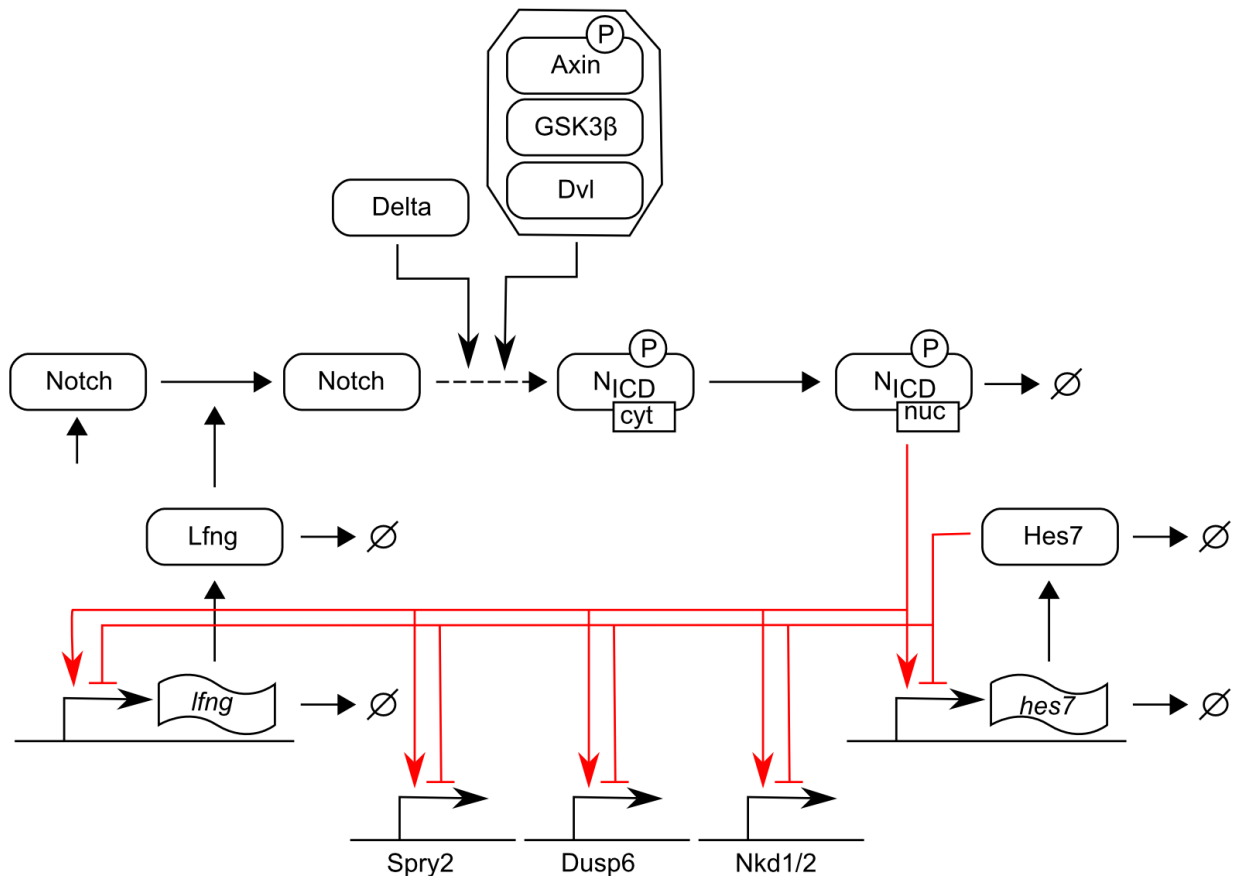 P
Axin
GSK3β
Dvl
Delta
Notch
Notch
P
NICD
cyt
P
NICD
nuc
∅
Lfng
∅
Hes7
∅
lfng
∅
hes7
∅
Spry2
Dusp6
Nkd1/2